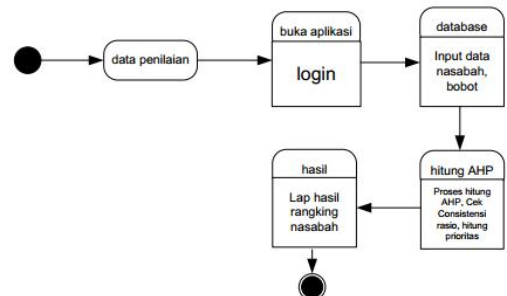 data penilaian
buka aplikasi
login
database
Input data
nasabah,
bobot
hitung AHP
Proses hitung
AHP, Cek
Consistensi
rasio, hitung
prioritas
hasil
Lap hasil
rangking
nasabah